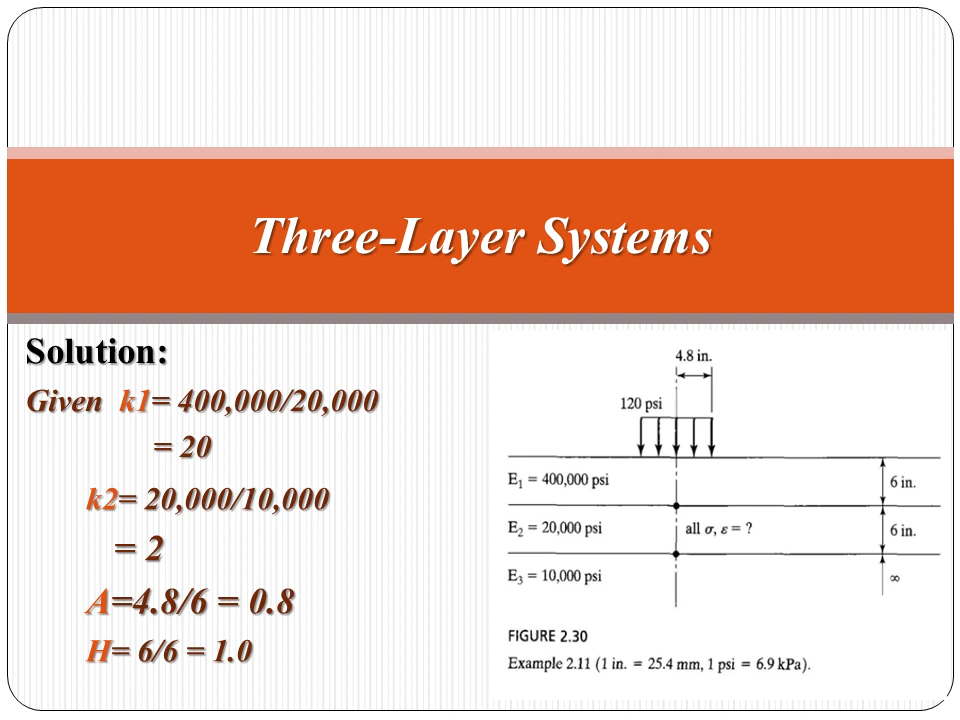 Three-Layer Systems
Solution:
Given k1= 400,000/20,000
= 20
k2= 20,000/10,000
= 2
A=4.8/6 = 0.8
H= 6/6 = 1.0
4.8 in.
120 psi
E₁ = 400,000 psi
6 in.
E₂ = 20,000 psi
all σ, ε = ?
6 in.
E₃ = 10,000 psi
∞
FIGURE 2.30
Example 2.11 (1 in. = 25.4 mm, 1 psi = 6.9 kPa).